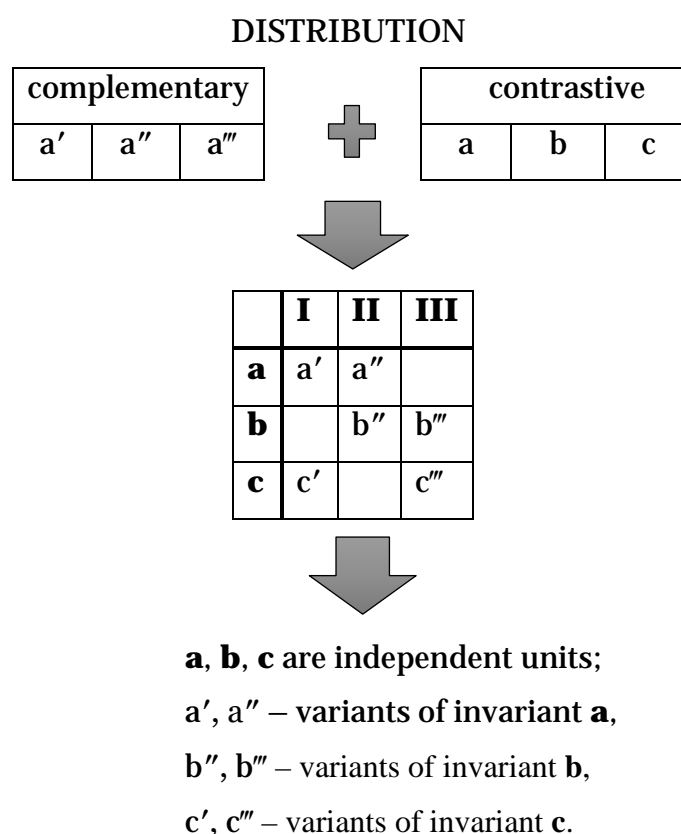 DISTRIBUTION
complementary contrastive
a′ a″ a‴ a b c
I II III
a a′ a″
b b″ b‴
c c′ c‴
a, b, c are independent units;
a′, a″ – variants of invariant a,
b″, b‴ – variants of invariant b,
c′, c‴ – variants of invariant c.